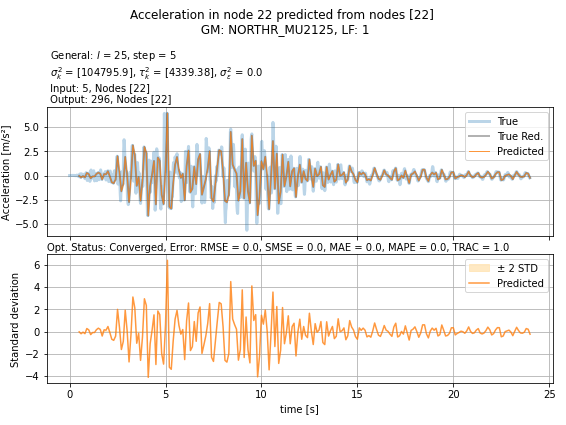 Acceleration in node 22 predicted from nodes [22]
GM: NORTHR_MU2125, LF: 1
General: l = 25, step = 5
σ²ₖ = [104795.9], τ²ₖ = [4339.38], σ²ε = 0.0
Input: 5, Nodes [22]
Output: 296, Nodes [22]
Acceleration [m/s²]
5.0
2.5
0.0
−2.5
−5.0
True
True Red.
Predicted
Opt. Status: Converged, Error: RMSE = 0.0, SMSE = 0.0, MAE = 0.0, MAPE = 0.0, TRAC = 1.0
Standard deviation
6
4
2
0
−2
−4
± 2 STD
Predicted
0 5 10 15 20 25
time [s]